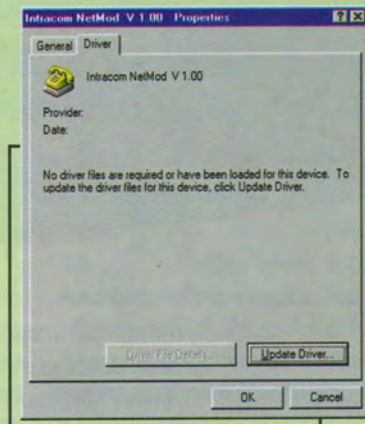 Intracom NetMod V 1.00 Properties
General Driver
Intracom NetMod V 1.00
Provider:
Date:
No driver files are required or have been loaded for this device. To
update the driver files for this device, click Update Driver.
Driver File Details... Update Driver...
OK Cancel